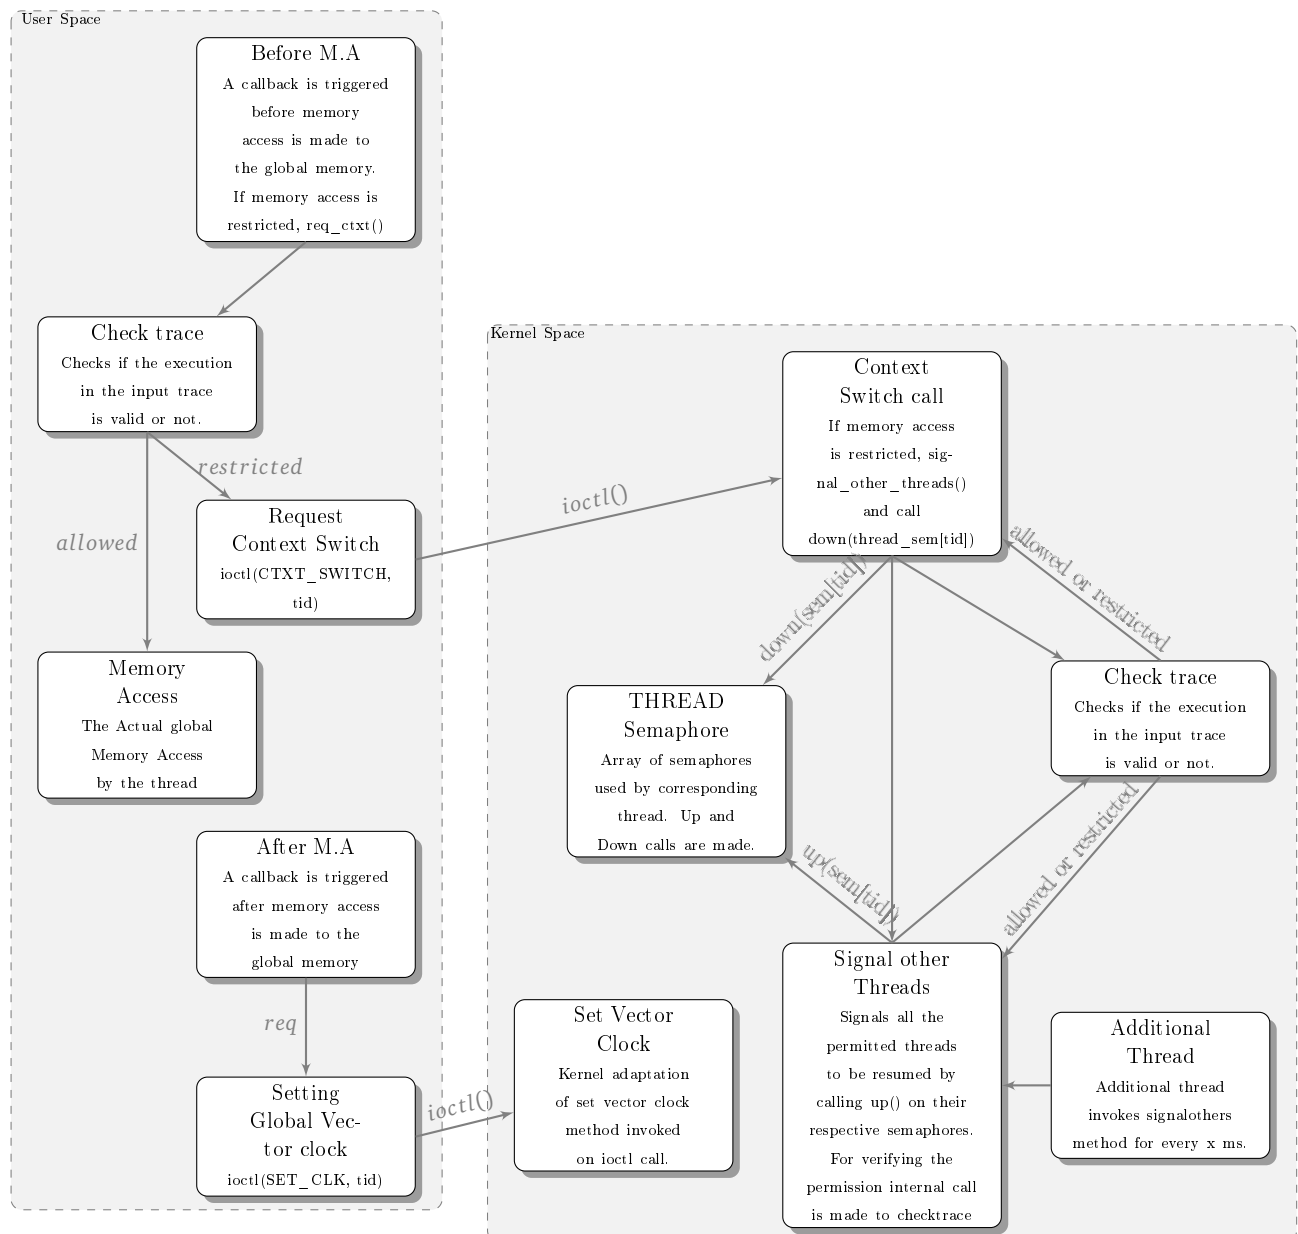 User Space
Before M.A
A callback is triggered
before memory
access is made to
the global memory.
If memory access is
restricted, req_ctxt()
Check trace
Checks if the execution
in the input trace
is valid or not.
restricted
allowed
Request
Context Switch
ioctl(CTXT_SWITCH,
tid)
Memory
Access
The Actual global
Memory Access
by the thread
After M.A
A callback is triggered
after memory access
is made to the
global memory
req
Setting
Global Vec-
tor clock
ioctl(SET_CLK, tid)
ioctl()
ioctl()
Kernel Space
Context
Switch call
If memory access
is restricted, sig-
nal_other_threads()
and call
down(thread_sem[tid])
down(sem[tid])
allowed or restricted
THREAD
Semaphore
Array of semaphores
used by corresponding
thread. Up and
Down calls are made.
Check trace
Checks if the execution
in the input trace
is valid or not.
up(sem[tid])
allowed or restricted
Set Vector
Clock
Kernel adaptation
of set vector clock
method invoked
on ioctl call.
Signal other
Threads
Signals all the
permitted threads
to be resumed by
calling up() on their
respective semaphores.
For verifying the
permission internal call
is made to checktrace
Additional
Thread
Additional thread
invokes signalothers
method for every x ms.